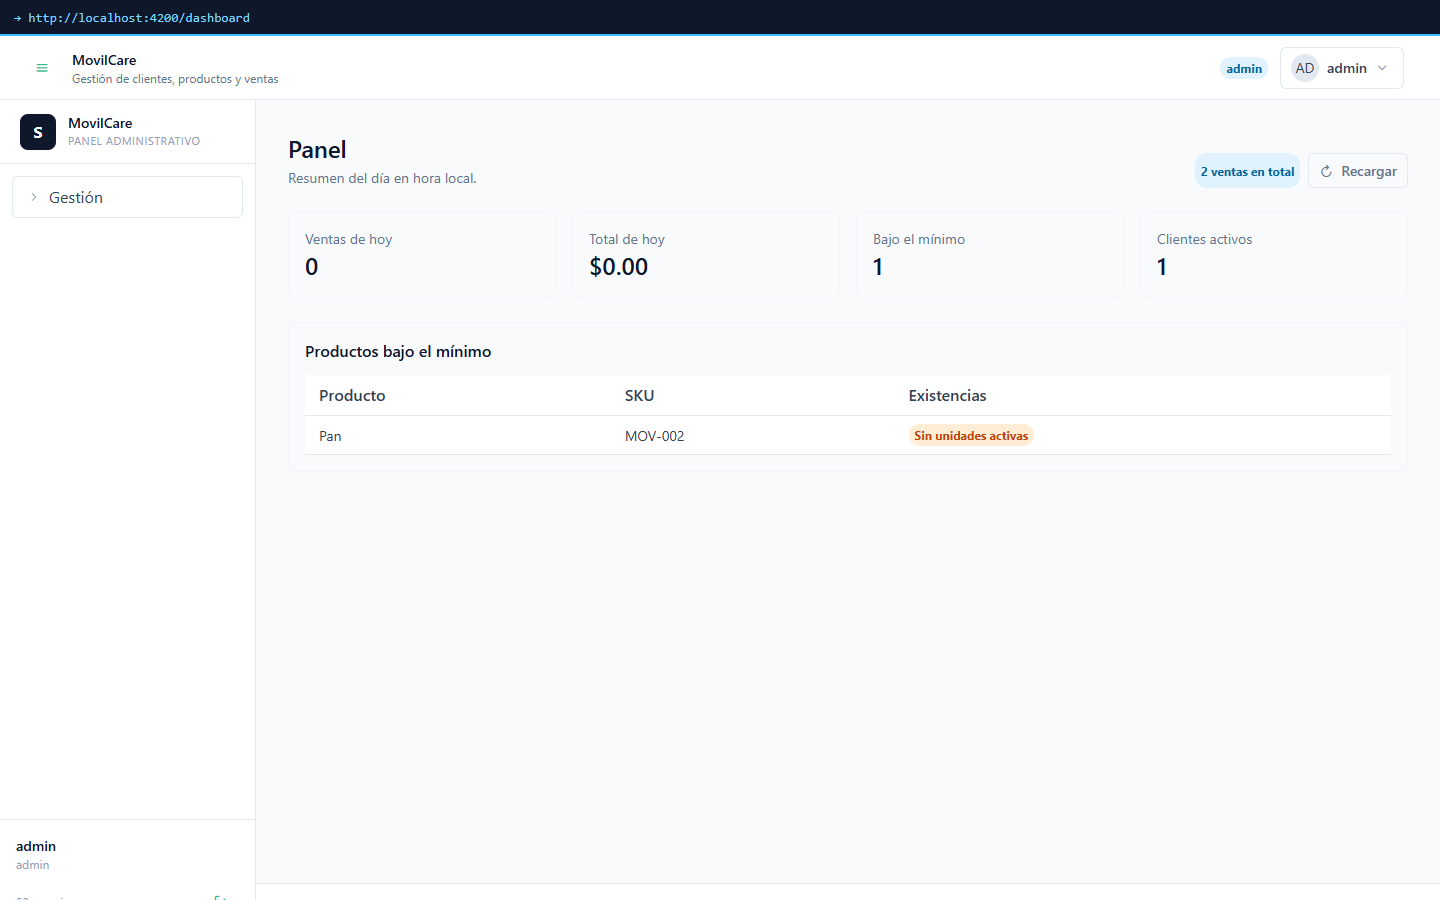 → http://localhost:4200/dashboard
MovilCare
Gestión de clientes, productos y ventas
admin
AD admin
S
MovilCare
PANEL ADMINISTRATIVO
Gestión
Panel
Resumen del día en hora local.
2 ventas en total
Recargar
Ventas de hoy
0
Total de hoy
$0.00
Bajo el mínimo
1
Clientes activos
1
Productos bajo el mínimo
Producto SKU Existencias
Pan MOV-002 Sin unidades activas
admin
admin